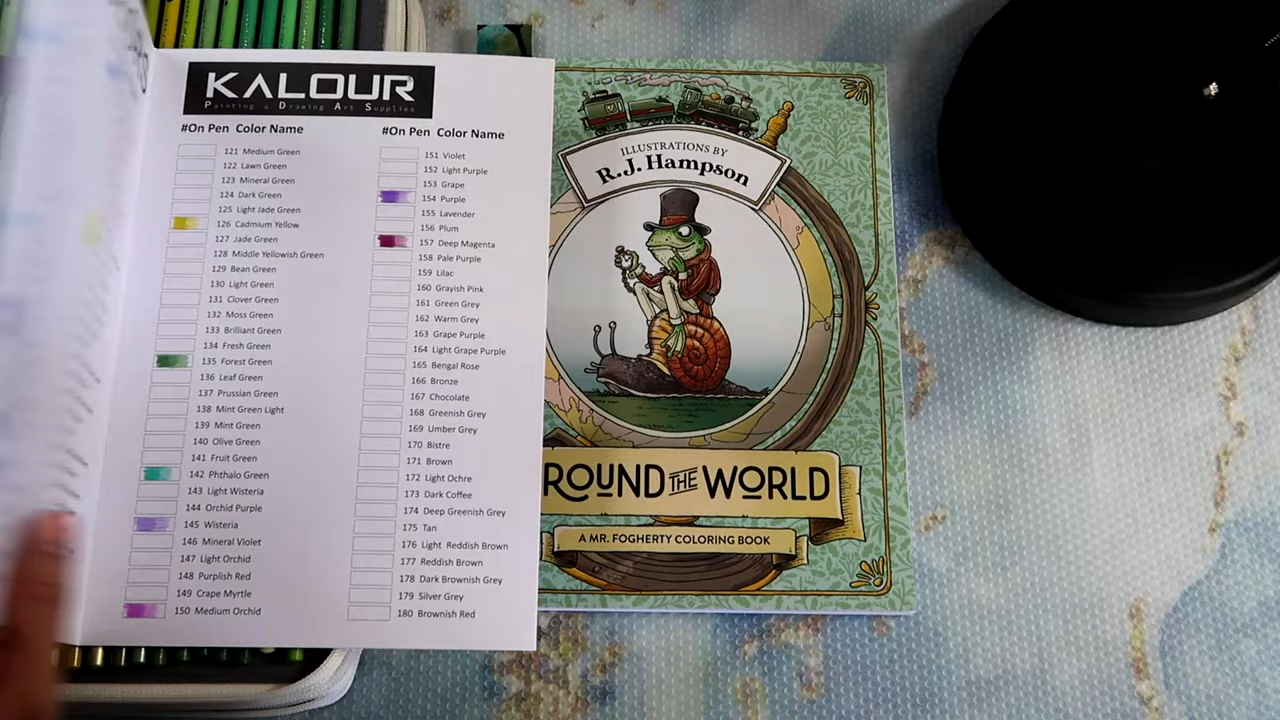 KALOUR
Painting & Drawing Art Supplies
#On Pen Color Name
121 Medium Green
122 Lawn Green
123 Mineral Green
124 Dark Green
125 Light Jade Green
126 Cadmium Yellow
127 Jade Green
128 Middle Yellowish Green
129 Bean Green
130 Light Green
131 Clover Green
132 Moss Green
133 Brilliant Green
134 Fresh Green
135 Forest Green
136 Leaf Green
137 Prussian Green
138 Mint Green Light
139 Mint Green
140 Olive Green
141 Fruit Green
142 Phthalo Green
143 Light Wisteria
144 Orchid Purple
145 Wisteria
146 Mineral Violet
147 Light Orchid
148 Purplish Red
149 Crape Myrtle
150 Medium Orchid
#On Pen Color Name
151 Violet
152 Light Purple
153 Grape
154 Purple
155 Lavender
156 Plum
157 Deep Magenta
158 Pale Purple
159 Lilac
160 Grayish Pink
161 Green Grey
162 Warm Grey
163 Grape Purple
164 Light Grape Purple
165 Bengal Rose
166 Bronze
167 Chocolate
168 Greenish Grey
169 Umber Grey
170 Bistre
171 Brown
172 Light Ochre
173 Dark Coffee
174 Deep Greenish Grey
175 Tan
176 Light Reddish Brown
177 Reddish Brown
178 Dark Brownish Grey
179 Silver Grey
180 Brownish Red
ILLUSTRATIONS BY
R.J. Hampson
ROUND THE WORLD
A MR. FOGHERTY COLORING BOOK